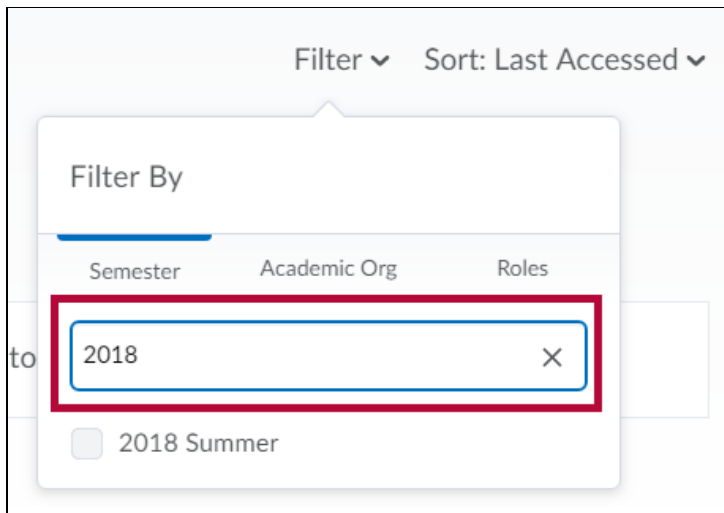 Filter Sort: Last Accessed
Filter By
Semester Academic Org Roles
to
2018
2018 Summer